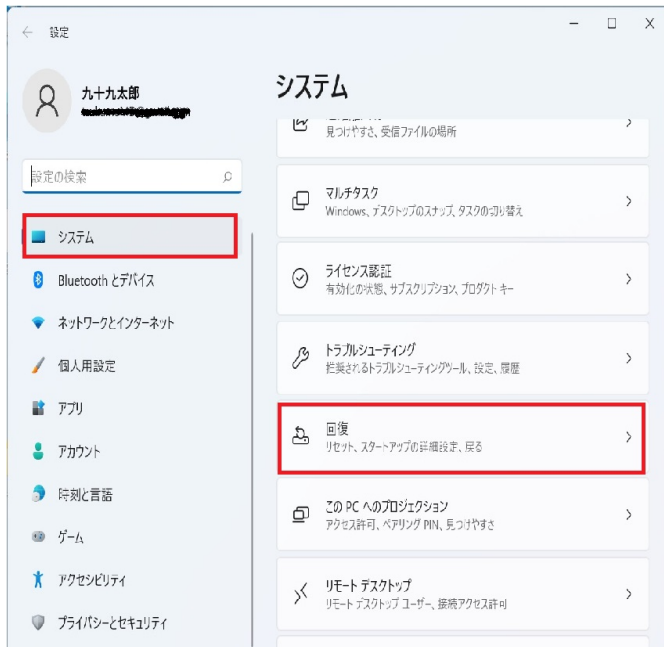 設定
九十九太郎
設定の検索
システム
Bluetooth とデバイス
ネットワークとインターネット
個人用設定
アプリ
アカウント
時刻と言語
ゲーム
アクセシビリティ
プライバシーとセキュリティ
システム
見つけやすさ、受信ファイルの場所
マルチタスク
Windows、デスクトップのスナップ、タスクの切り替え
ライセンス認証
有効化の状態、サブスクリプション、プロダクト キー
トラブルシューティング
推奨されるトラブルシューティングツール、設定、履歴
回復
リセット、スタートアップの詳細設定、戻る
この PC へのプロジェクション
アクセス許可、ペアリング PIN、見つけやすさ
リモート デスクトップ
リモート デスクトップ ユーザー、接続アクセス許可